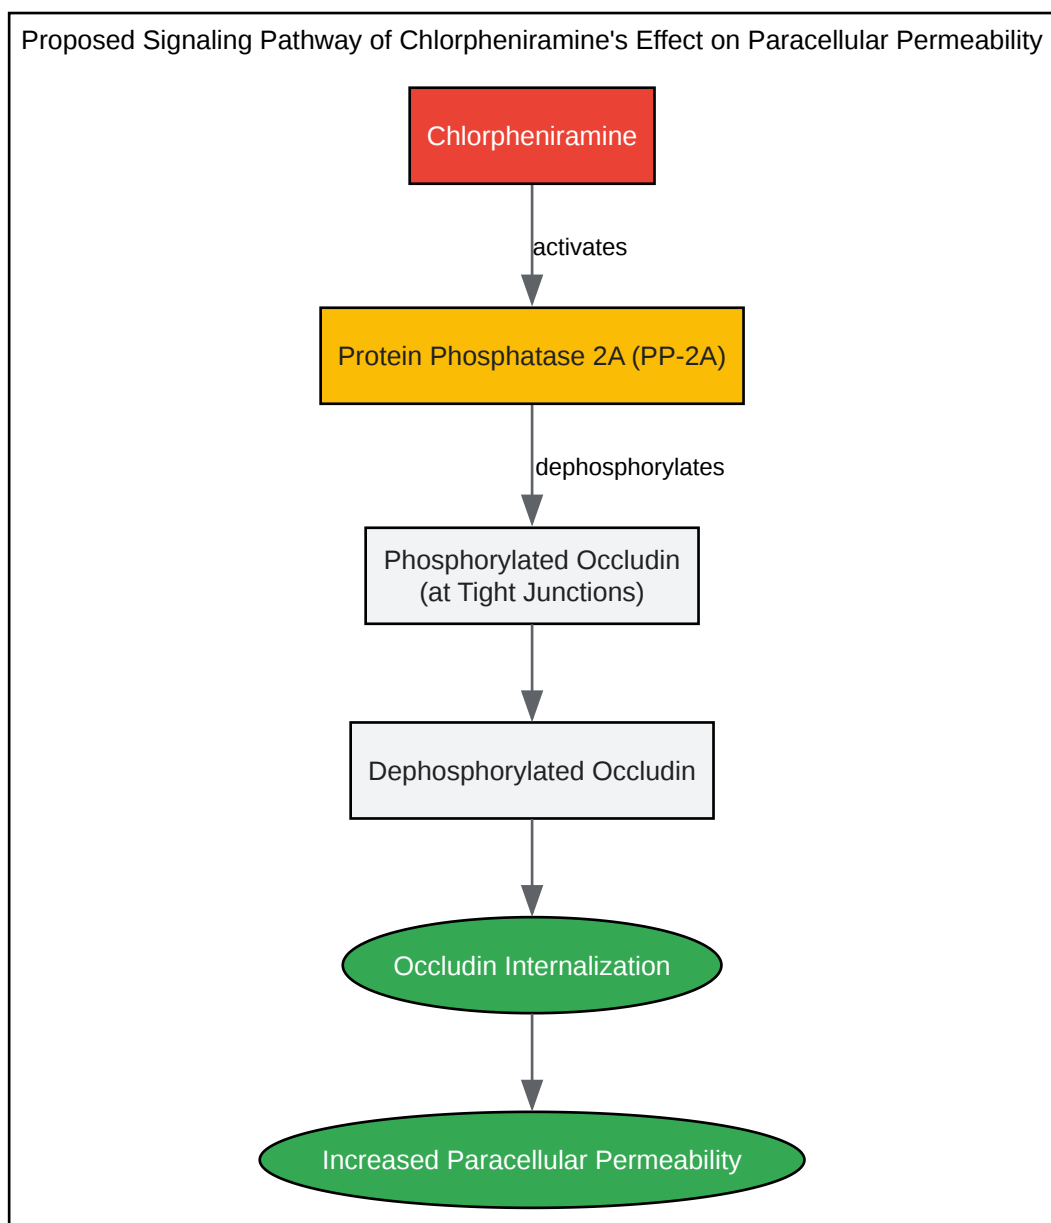 Proposed Signaling Pathway of Chlorpheniramine's Effect on Paracellular Permeability
Chlorpheniramine
activates
Protein Phosphatase 2A (PP-2A)
dephosphorylates
Phosphorylated Occludin
(at Tight Junctions)
Dephosphorylated Occludin
Occludin Internalization
Increased Paracellular Permeability